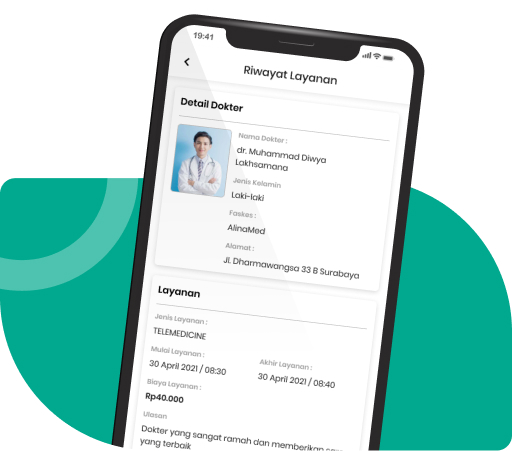 19:41
Riwayat Layanan
Detail Dokter
Nama Dokter :
dr. Muhammad Diwya
Lakhsamana
Jenis Kelamin
Laki-laki
Faskes :
AlinaMed
Alamat :
Jl. Dharmawangsa 33 B Surabaya
Layanan
Jenis Layanan :
TELEMEDICINE
Mulai Layanan :
30 April 2021 / 08:30
Akhir Layanan :
30 April 2021 / 08:40
Biaya Layanan :
Rp40.000
Ulasan
Dokter yang sangat ramah dan memberikan
yang terbaik